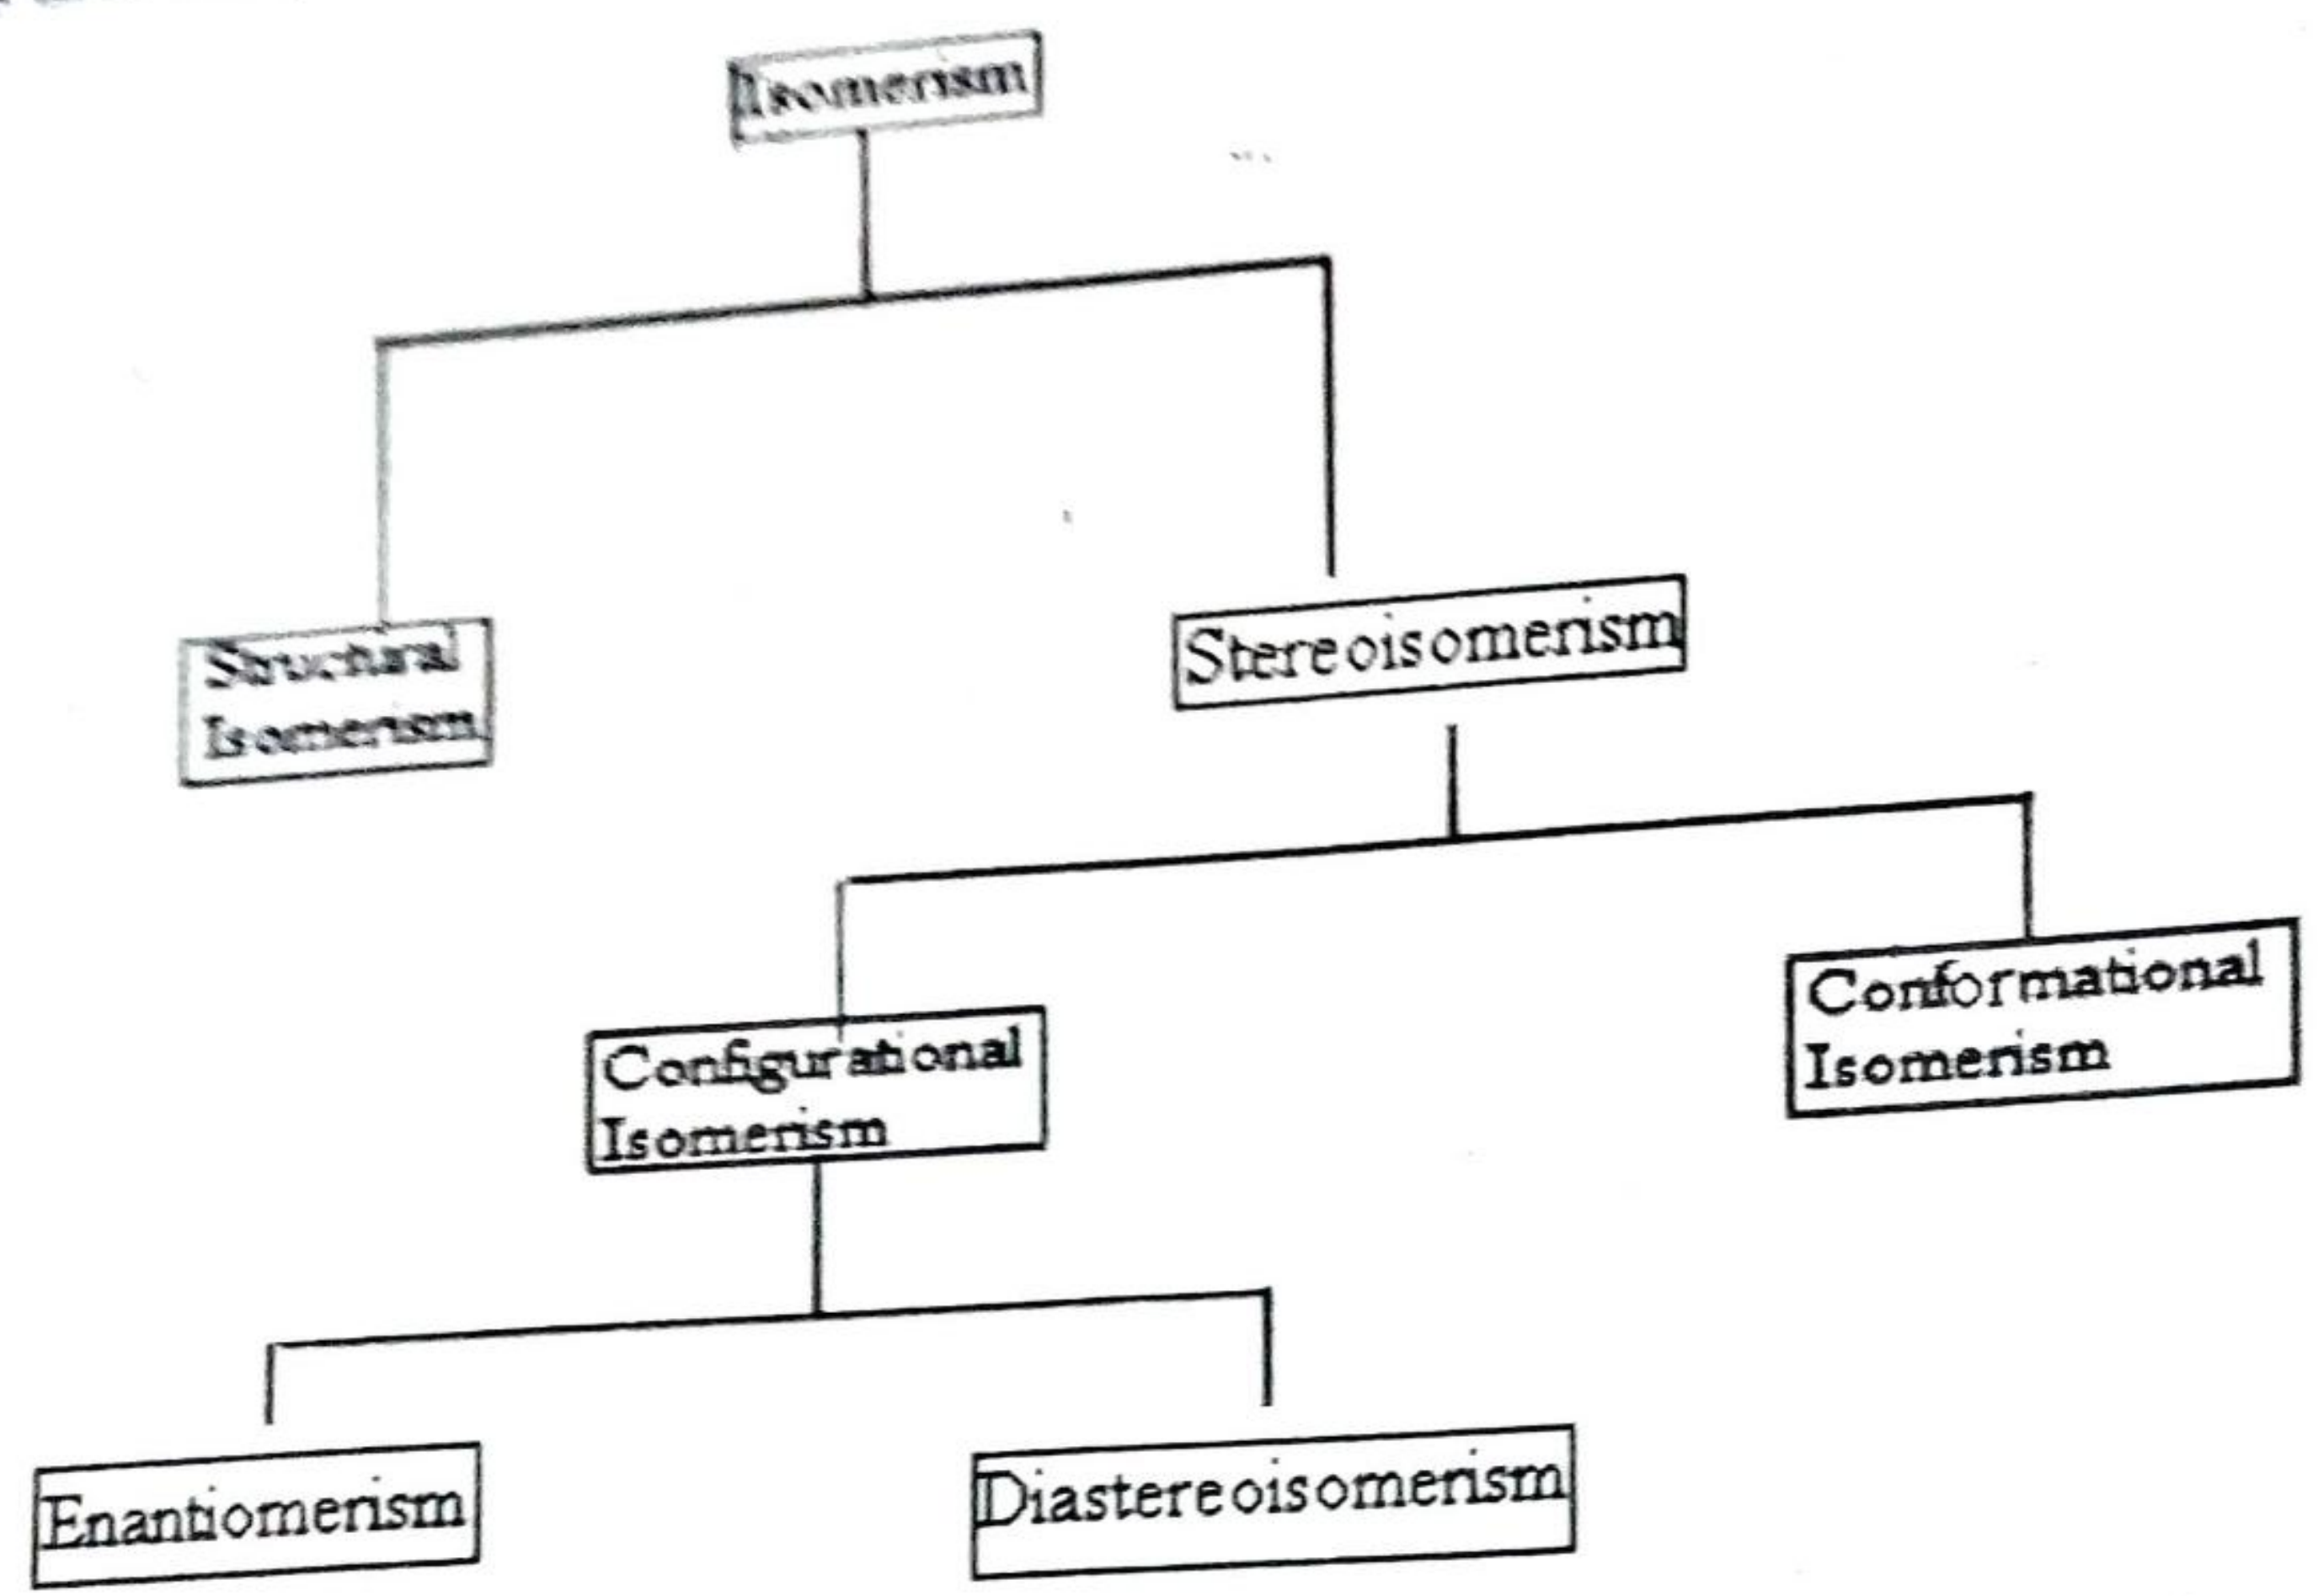 Isomerism
Structural
Isomerism
Stereoisomerism
Configurational
Isomerism
Conformational
Isomerism
Enantiomerism
Diastereoisomerism